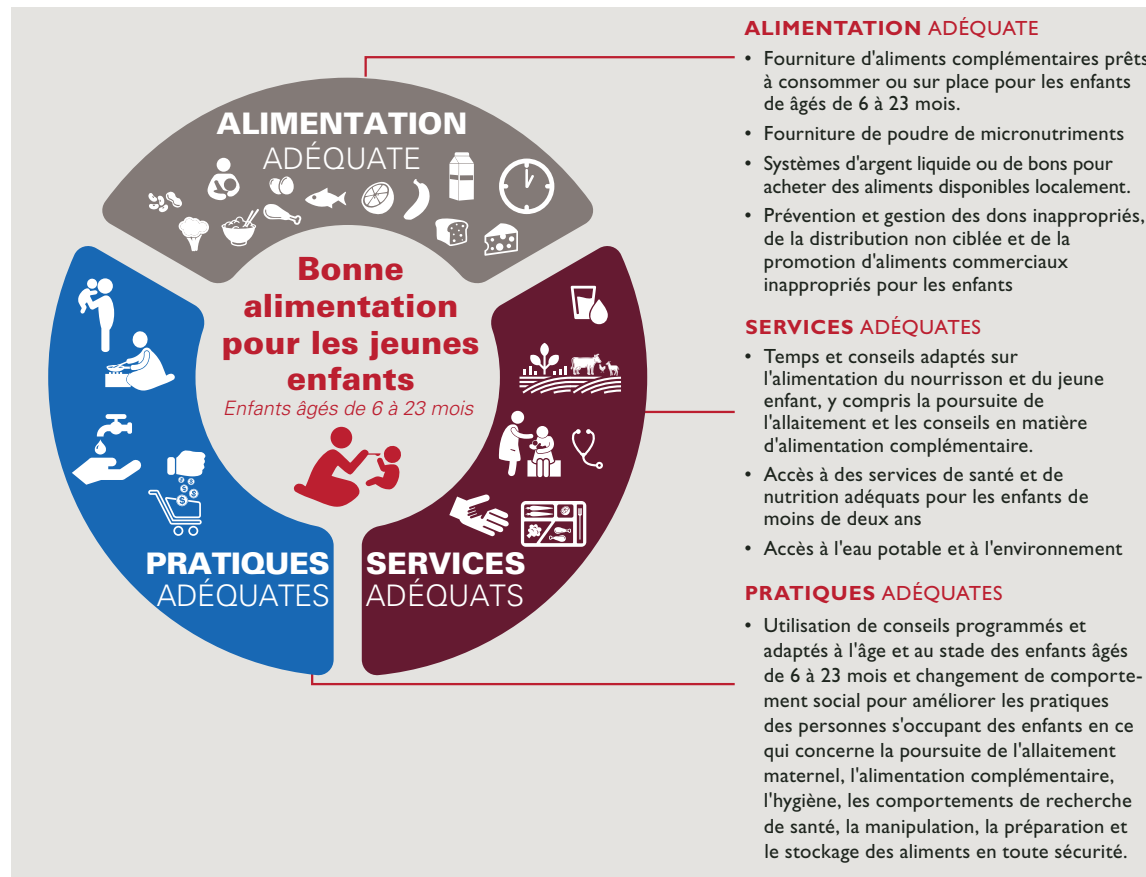 ALIMENTATION
ADÉQUATE
Bonne
alimentation
pour les jeunes
enfants
Enfants âgés de 6 à 23 mois
PRATIQUES
ADÉQUATES
SERVICES
ADÉQUATS
ALIMENTATION ADÉQUATE
• Fourniture d'aliments complémentaires prêts
à consommer ou sur place pour les enfants
de âgés de 6 à 23 mois.
• Fourniture de poudre de micronutriments
• Systèmes d'argent liquide ou de bons pour
acheter des aliments disponibles localement.
• Prévention et gestion des dons inappropriés,
de la distribution non ciblée et de la
promotion d'aliments commerciaux
inappropriés pour les enfants
SERVICES ADÉQUATES
• Temps et conseils adaptés sur
l'alimentation du nourrisson et du jeune
enfant, y compris la poursuite de
l'allaitement et les conseils en matière
d'alimentation complémentaire.
• Accès à des services de santé et de
nutrition adéquats pour les enfants de
moins de deux ans
• Accès à l'eau potable et à l'environnement
PRATIQUES ADÉQUATES
• Utilisation de conseils programmés et
adaptés à l'âge et au stade des enfants âgés
de 6 à 23 mois et changement de comporte-
ment social pour améliorer les pratiques
des personnes s'occupant des enfants en ce
qui concerne la poursuite de l'allaitement
maternel, l'alimentation complémentaire,
l'hygiène, les comportements de recherche
de santé, la manipulation, la préparation et
le stockage des aliments en toute sécurité.